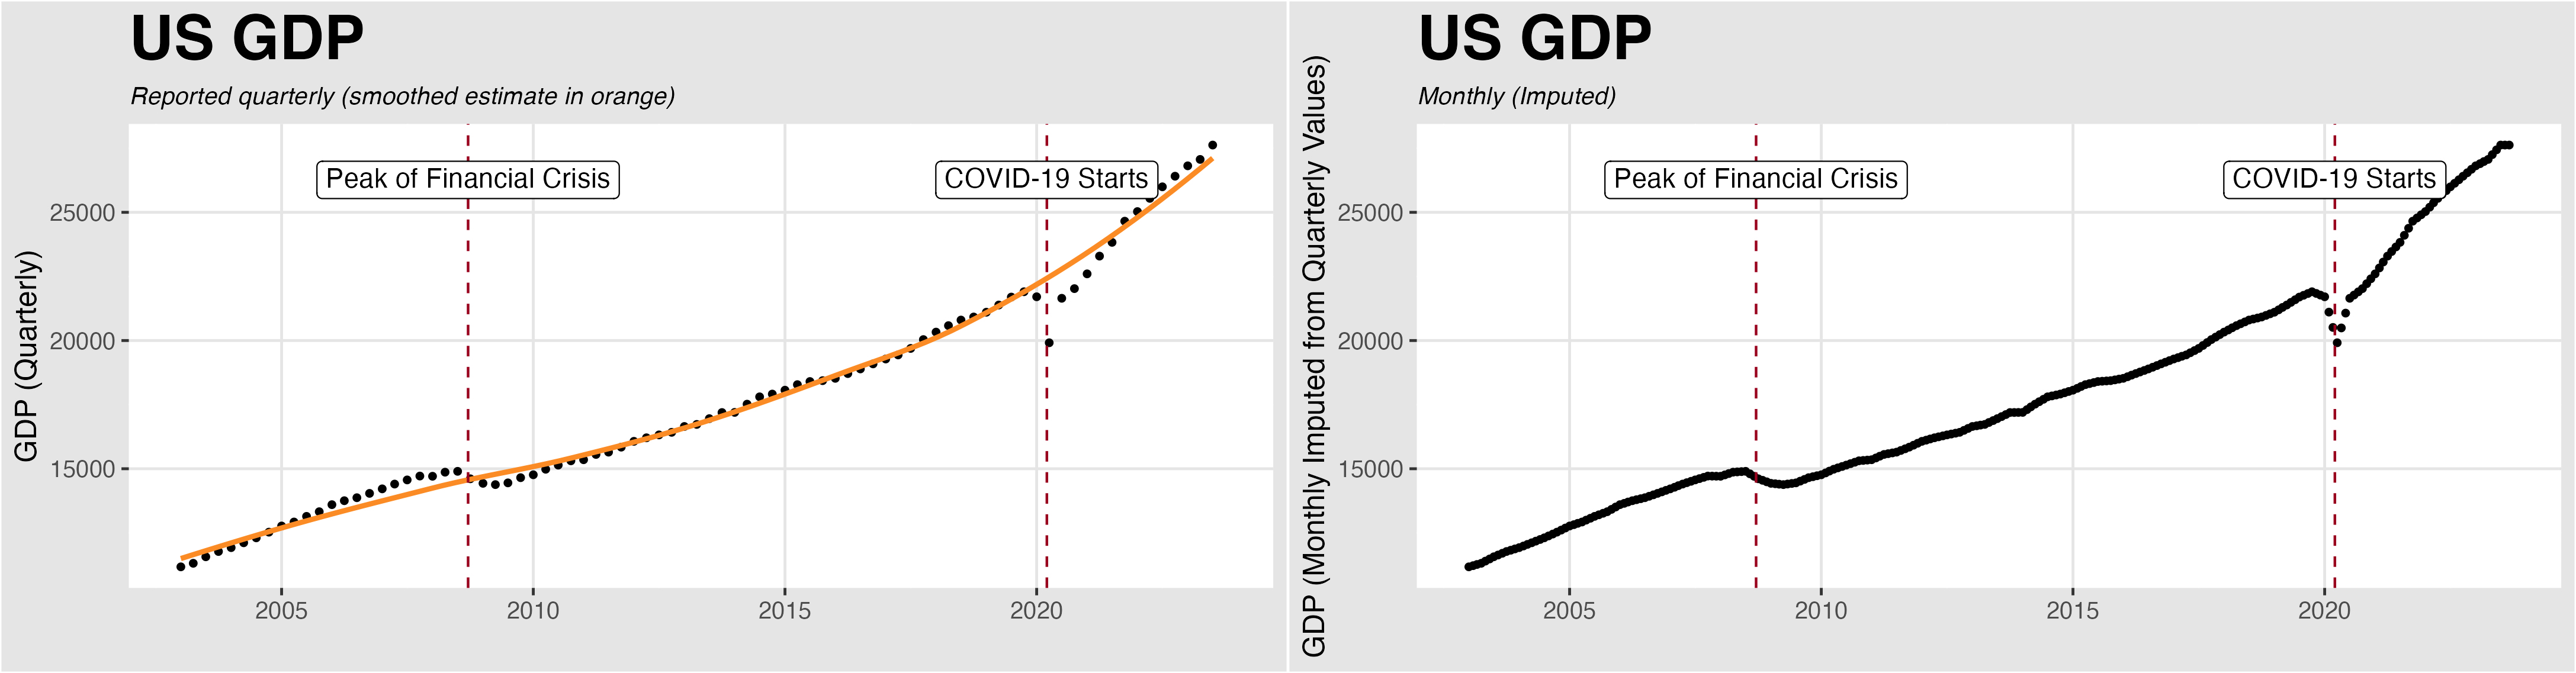 US GDP
Reported quarterly (smoothed estimate in orange)
GDP (Quarterly)
Peak of Financial Crisis
COVID-19 Starts
25000
20000
15000
2005
2010
2015
2020
US GDP
Monthly (Imputed)
GDP (Monthly Imputed from Quarterly Values)
Peak of Financial Crisis
COVID-19 Starts
25000
20000
15000
2005
2010
2015
2020